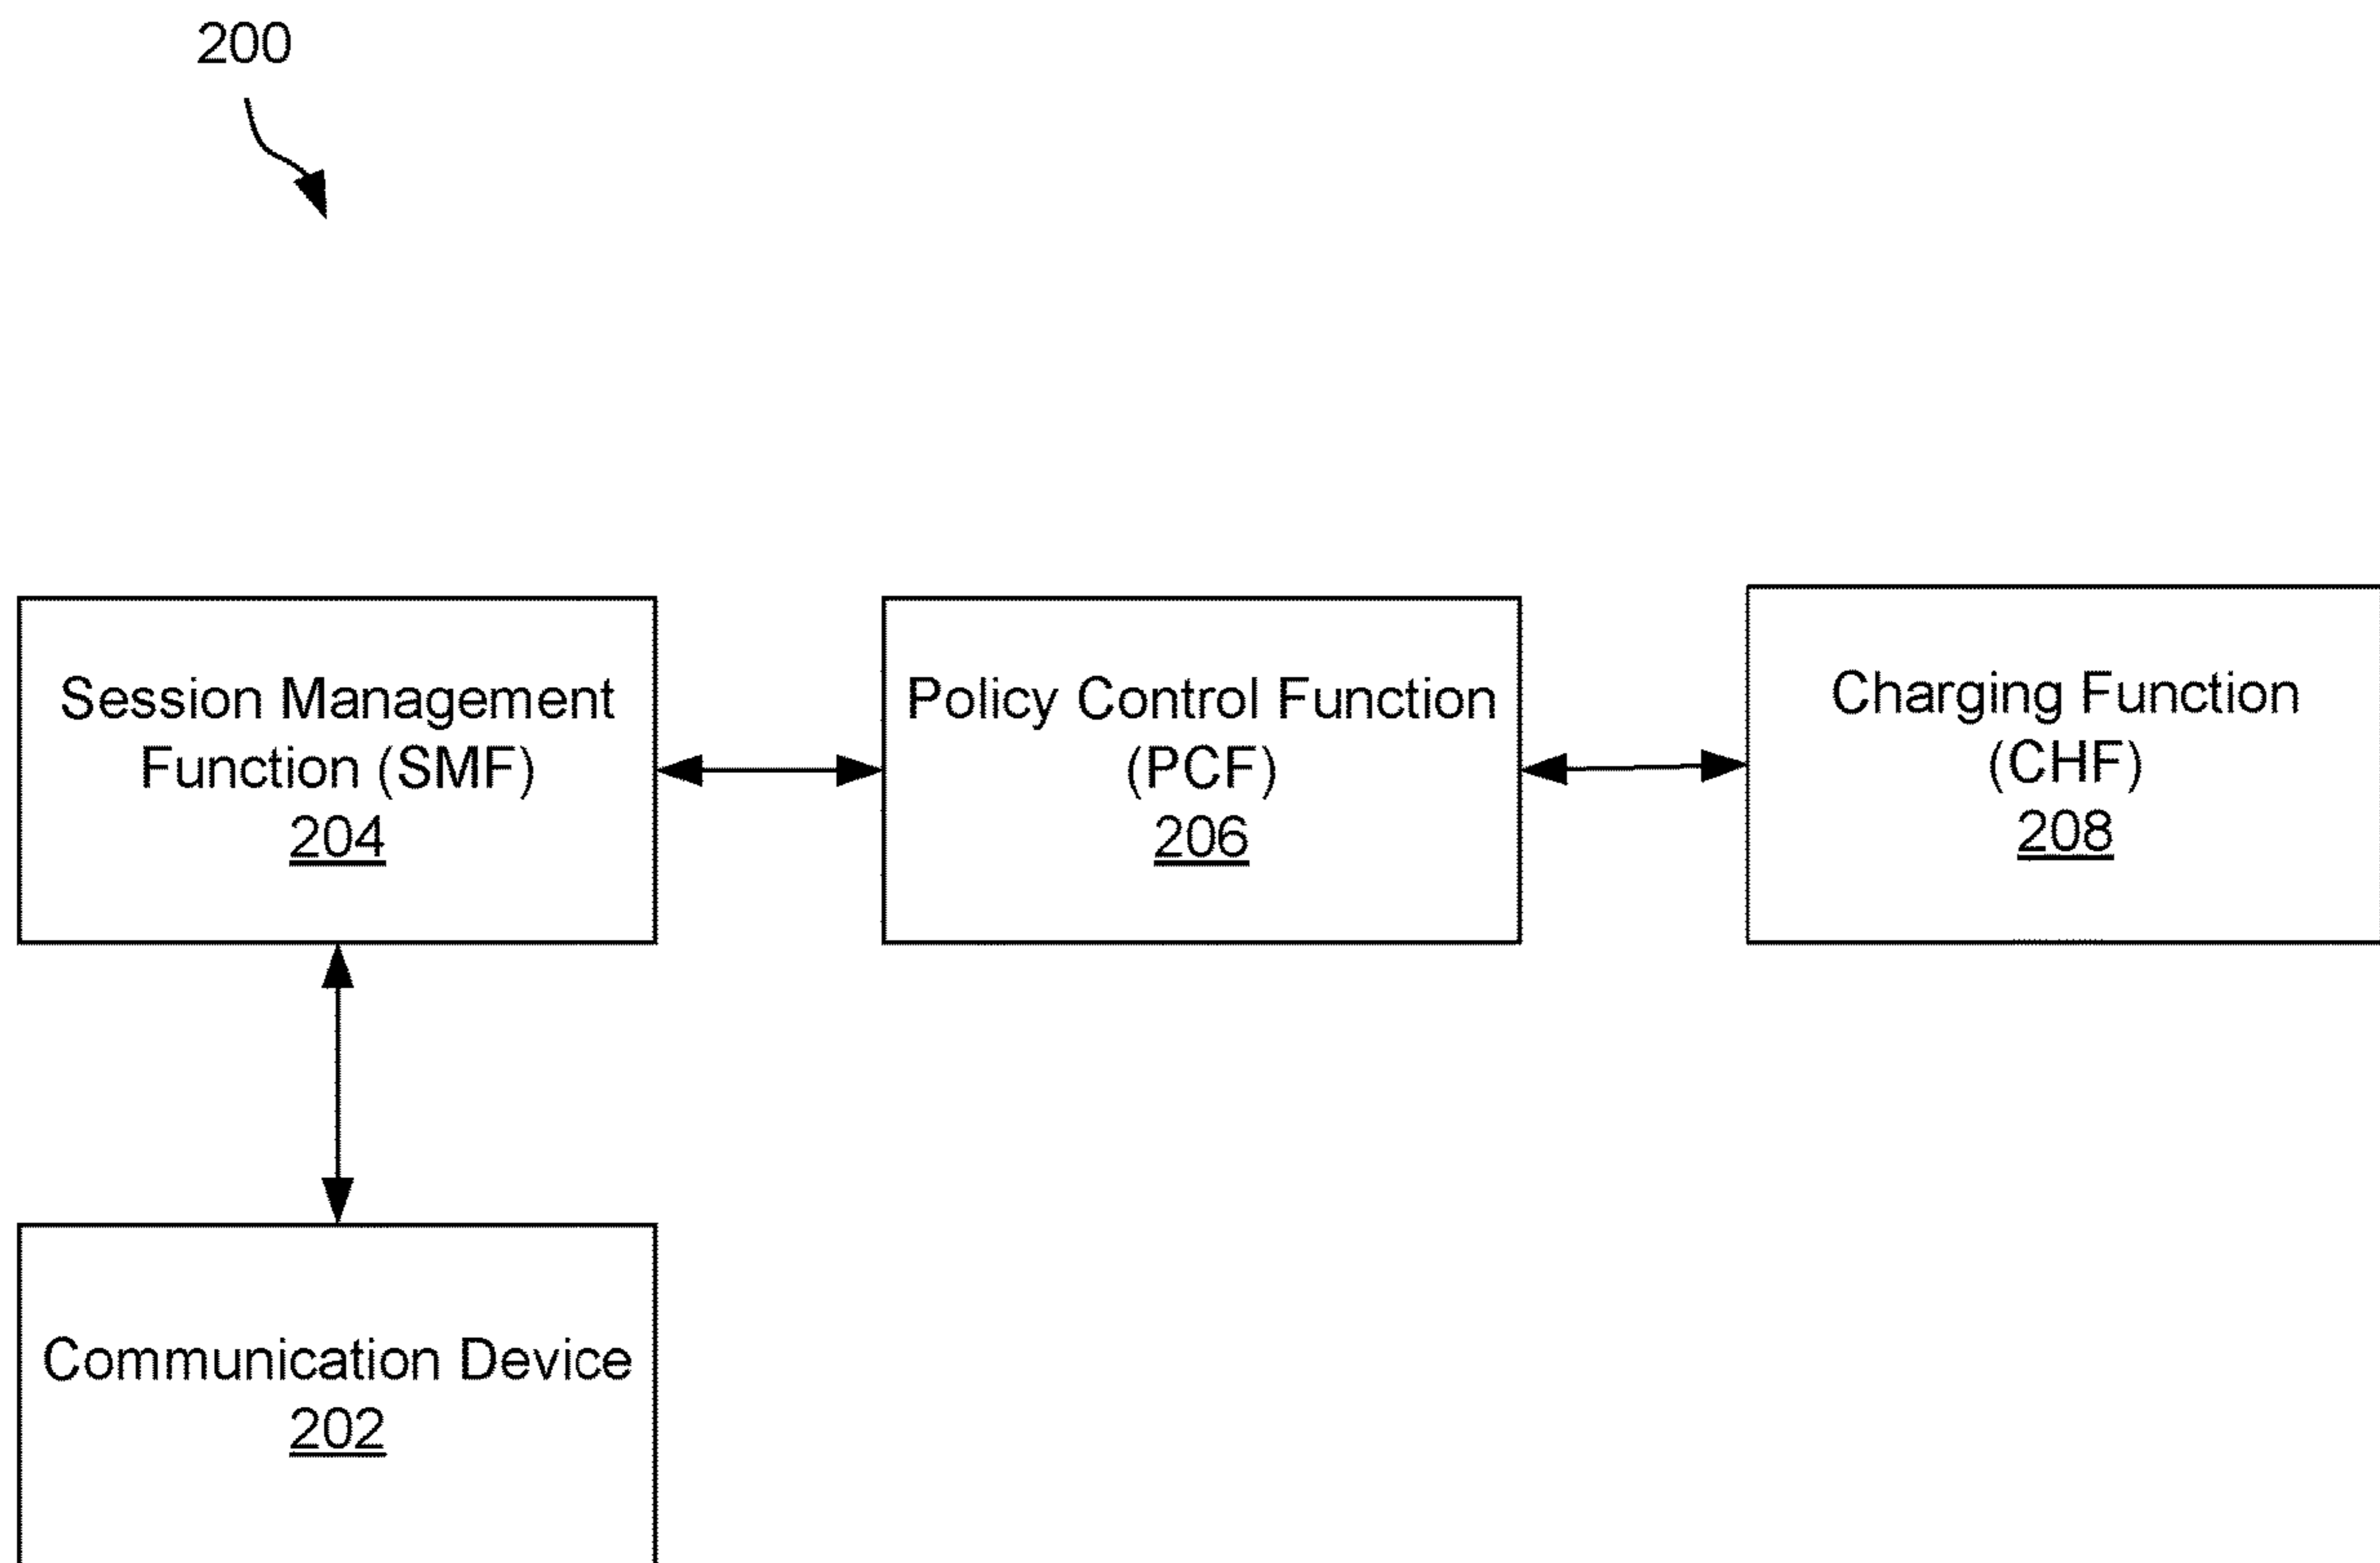 200
Session Management
Function (SMF)
204
Policy Control Function
(PCF)
206
Charging Function
(CHF)
208
Communication Device
202